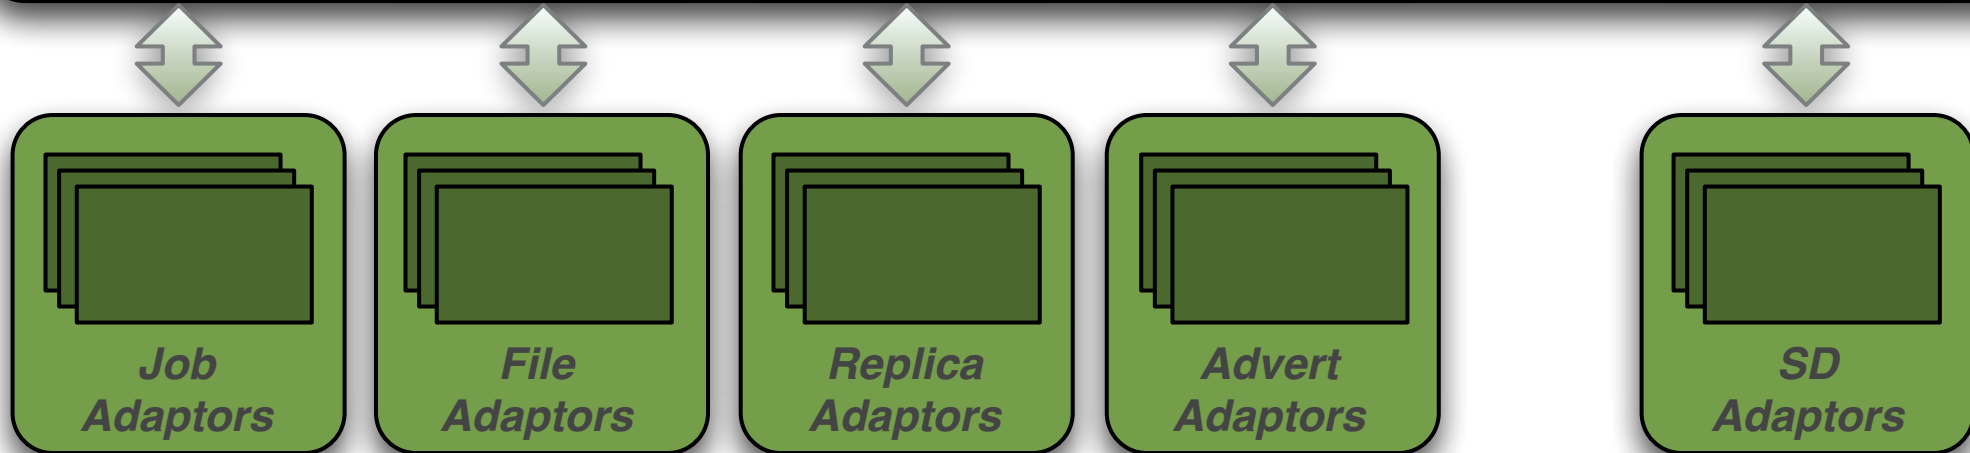 Job
Adaptors
File
Adaptors
Replica
Adaptors
Advert
Adaptors
SD
Adaptors